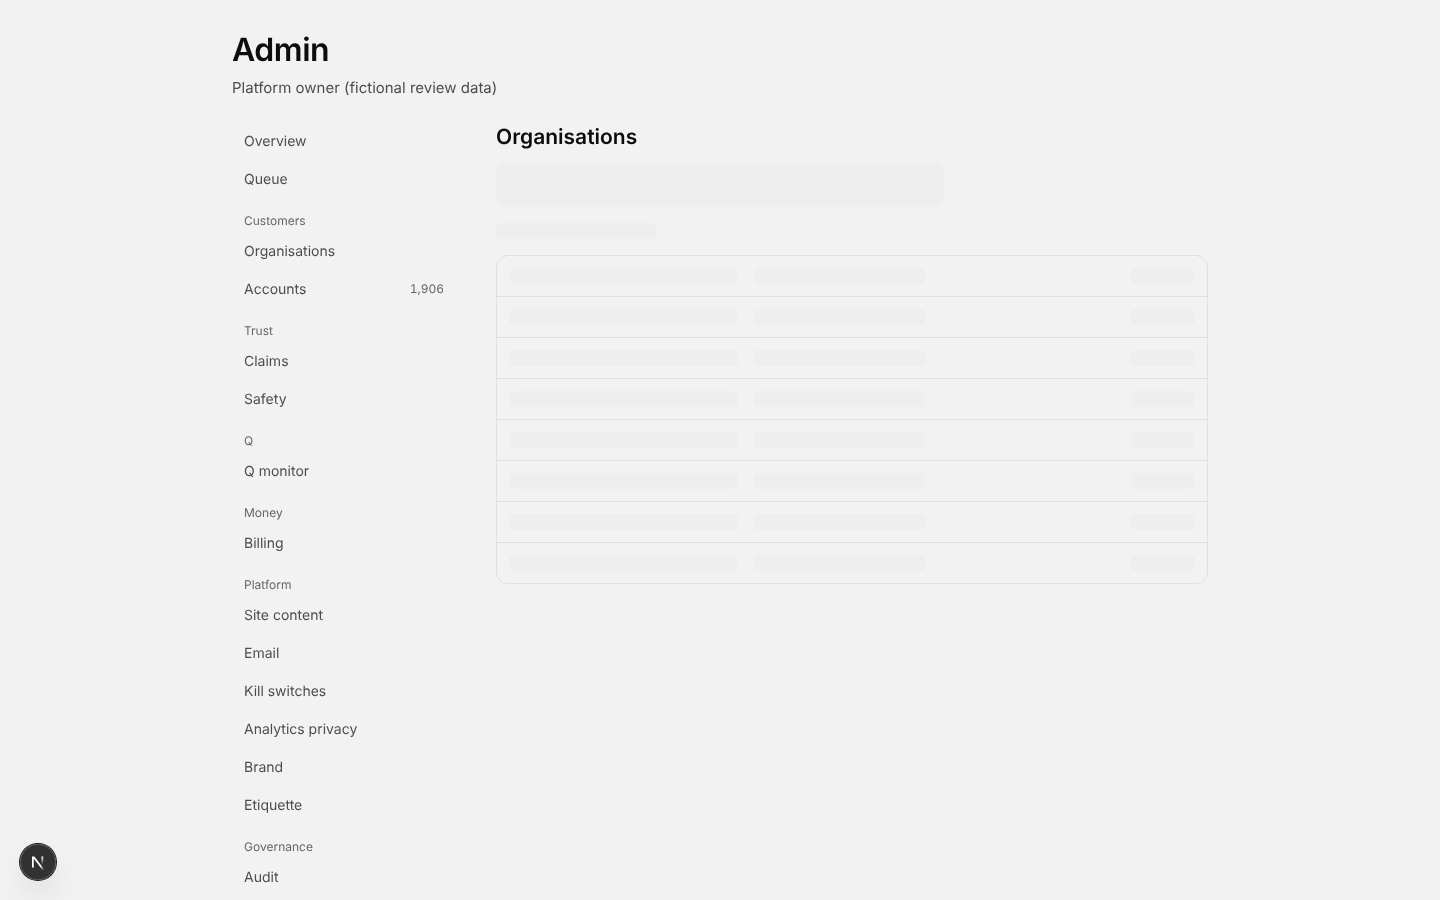 Admin
Platform owner (fictional review data)
Overview
Queue
Customers
Organisations
Accounts 1,906
Trust
Claims
Safety
Q
Q monitor
Money
Billing
Platform
Site content
Email
Kill switches
Analytics privacy
Brand
Etiquette
Governance
Audit
Organisations
N